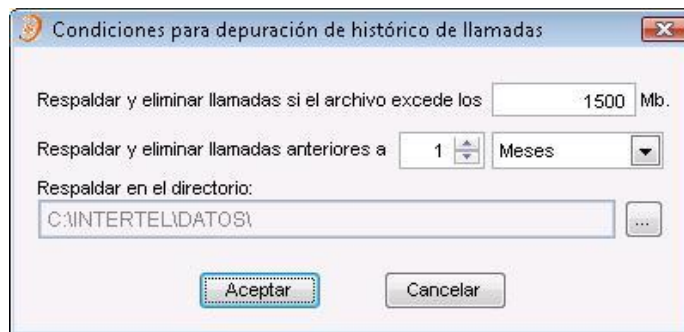 Condiciones para depuración de histórico de llamadas
Respaldar y eliminar llamadas si el archivo excede los 1500 Mb.
Respaldar y eliminar llamadas anteriores a 1 Meses
Respaldar en el directorio:
C:\INTERTEL\DATOS\ ...
Aceptar Cancelar